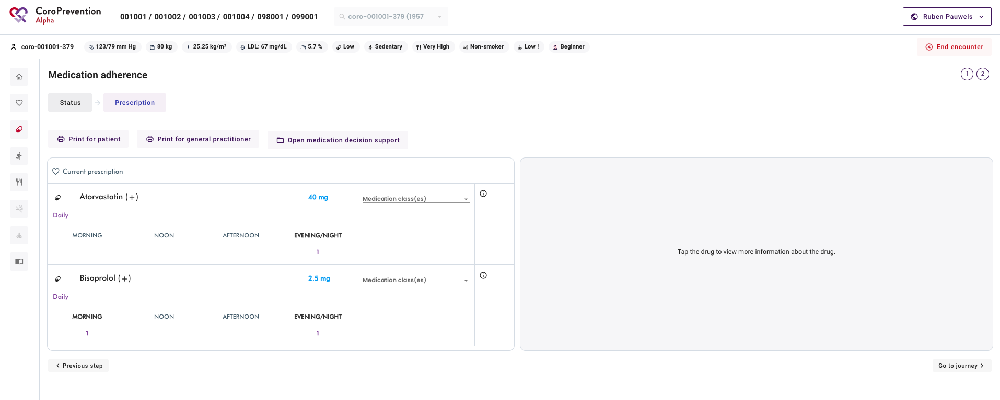 CoroPrevention
Alpha
001001 / 001002 / 001003 / 001004 / 098001 / 099001
coro-001001-379 (1957
Ruben Pauwels
coro-001001-379
123/79 mm Hg
80 kg
25.25 kg/m²
LDL: 67 mg/dL
5.7 %
Low
Sedentary
Very High
Non-smoker
Low !
Beginner
End encounter
Medication adherence
1
2
Status
Prescription
Print for patient
Print for general practitioner
Open medication decision support
Current prescription
Atorvastatin (+)
40 mg
Medication class(es)
Daily
MORNING
NOON
AFTERNOON
EVENING/NIGHT
1
Bisoprolol (+)
2.5 mg
Medication class(es)
Daily
MORNING
NOON
AFTERNOON
EVENING/NIGHT
1
1
Tap the drug to view more information about the drug.
Previous step
Go to journey